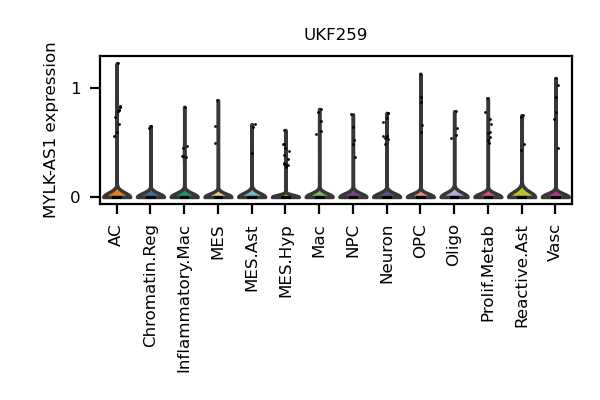 UKF259
MYLK-AS1 expression
1
0
AC
Chromatin.Reg
Inflammatory.Mac
MES
MES.Ast
MES.Hyp
Mac
NPC
Neuron
OPC
Oligo
Prolif.Metab
Reactive.Ast
Vasc